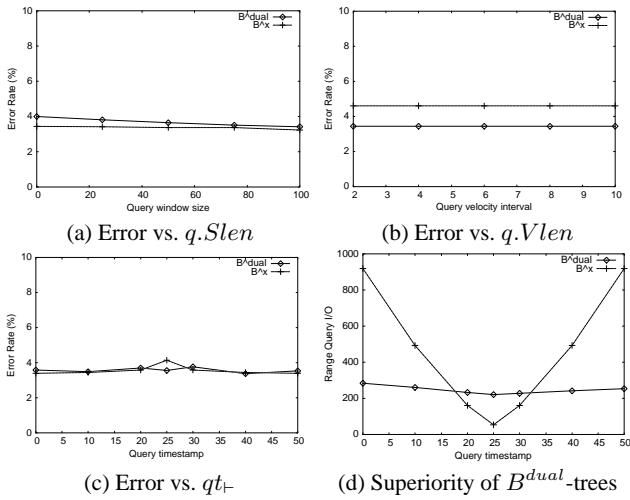 B^dual
B^x
10
8
6
4
2
0
Error Rate (%)
0 20 40 60 80 100
Query window size
(a) Error vs. q.Slen
B^dual
B^x
10
8
6
4
2
0
Error Rate (%)
2 3 4 5 6 7 8 9 10
Query velocity interval
(b) Error vs. q.Vlen
B^dual
B^x
10
8
6
4
2
0
Error Rate (%)
0 5 10 15 20 25 30 35 40 45 50
Query timestamp
(c) Error vs. qt⊢
B^dual
B^x
1000
800
600
400
200
0
Range Query I/O
0 5 10 15 20 25 30 35 40 45 50
Query timestamp
(d) Superiority of B^dual-trees